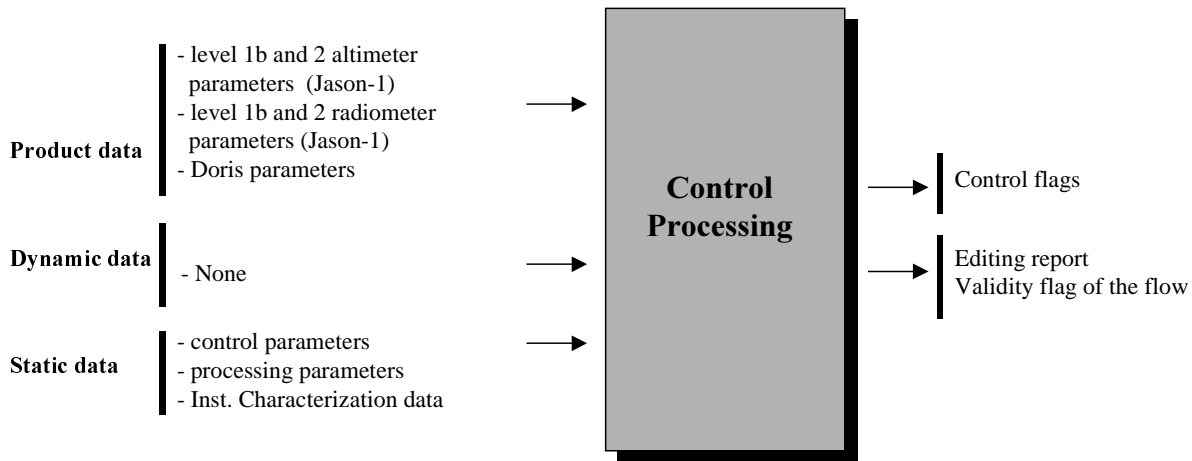 - level 1b and 2 altimeter
parameters (Jason-1)
- level 1b and 2 radiometer
parameters (Jason-1)
- Doris parameters
Product data
Dynamic data
- None
Static data
- control parameters
- processing parameters
- Inst. Characterization data
Control
Processing
Control flags
Editing report
Validity flag of the flow